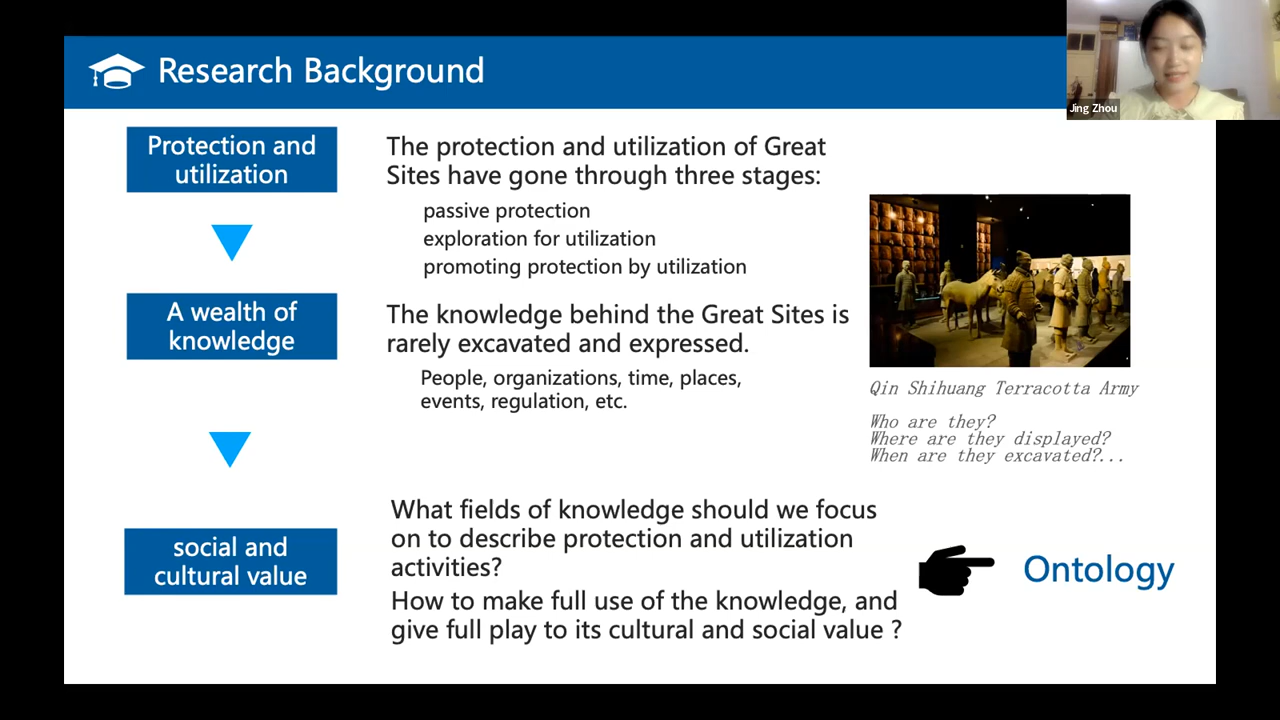 Research Background
Jing Zhou
Protection and
utilization
The protection and utilization of Great
Sites have gone through three stages:
passive protection
exploration for utilization
promoting protection by utilization
A wealth of
knowledge
The knowledge behind the Great Sites is
rarely excavated and expressed.
People, organizations, time, places,
events, regulation, etc.
Qin Shihuang Terracotta Army
Who are they?
Where are they displayed?
When are they excavated?...
social and
cultural value
What fields of knowledge should we focus
on to describe protection and utilization
activities?
How to make full use of the knowledge, and
give full play to its cultural and social value ?
Ontology